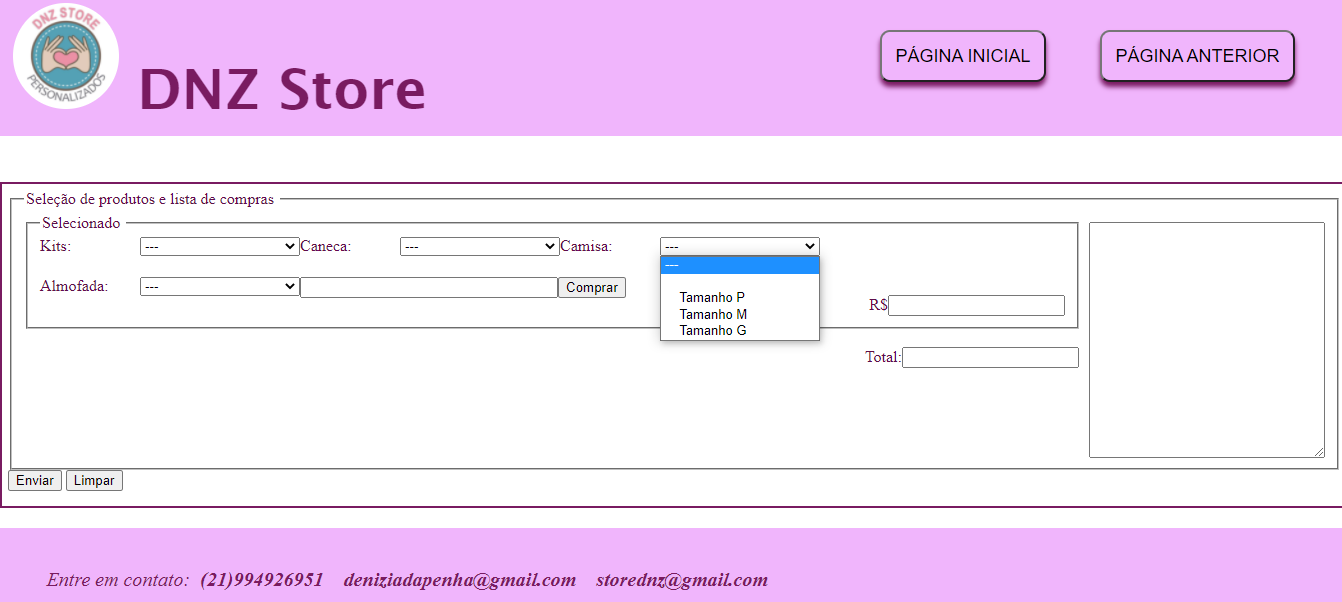 DNZ STORE
PERSONALIZADOS
DNZ Store
PÁGINA INICIAL
PÁGINA ANTERIOR
Seleção de produtos e lista de compras
Selecionado
Kits: --- Caneca: --- Camisa: ---
---
Almofada: --- Comprar
Tamanho P
Tamanho M
Tamanho G
R$
Total:
Enviar Limpar
Entre em contato: (21)994926951 deniziadapenha@gmail.com storednz@gmail.com